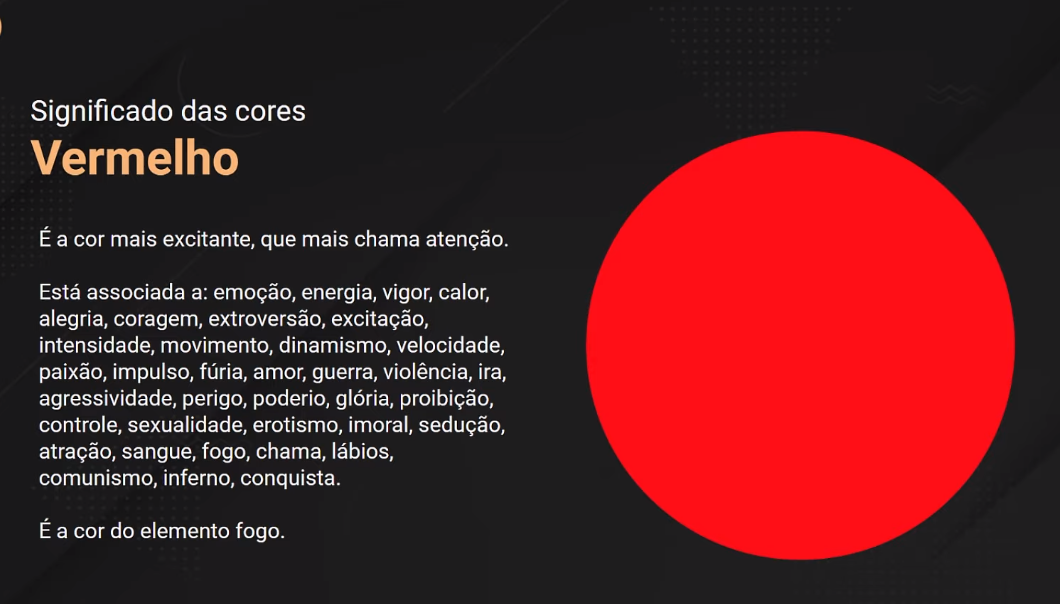 Significado das cores
Vermelho
É a cor mais excitante, que mais chama atenção.
Está associada a: emoção, energia, vigor, calor,
alegria, coragem, extroversão, excitação,
intensidade, movimento, dinamismo, velocidade,
paixão, impulso, fúria, amor, guerra, violência, ira,
agressividade, perigo, poderio, glória, proibição,
controle, sexualidade, erotismo, imoral, sedução,
atração, sangue, fogo, chama, lábios,
comunismo, inferno, conquista.
É a cor do elemento fogo.